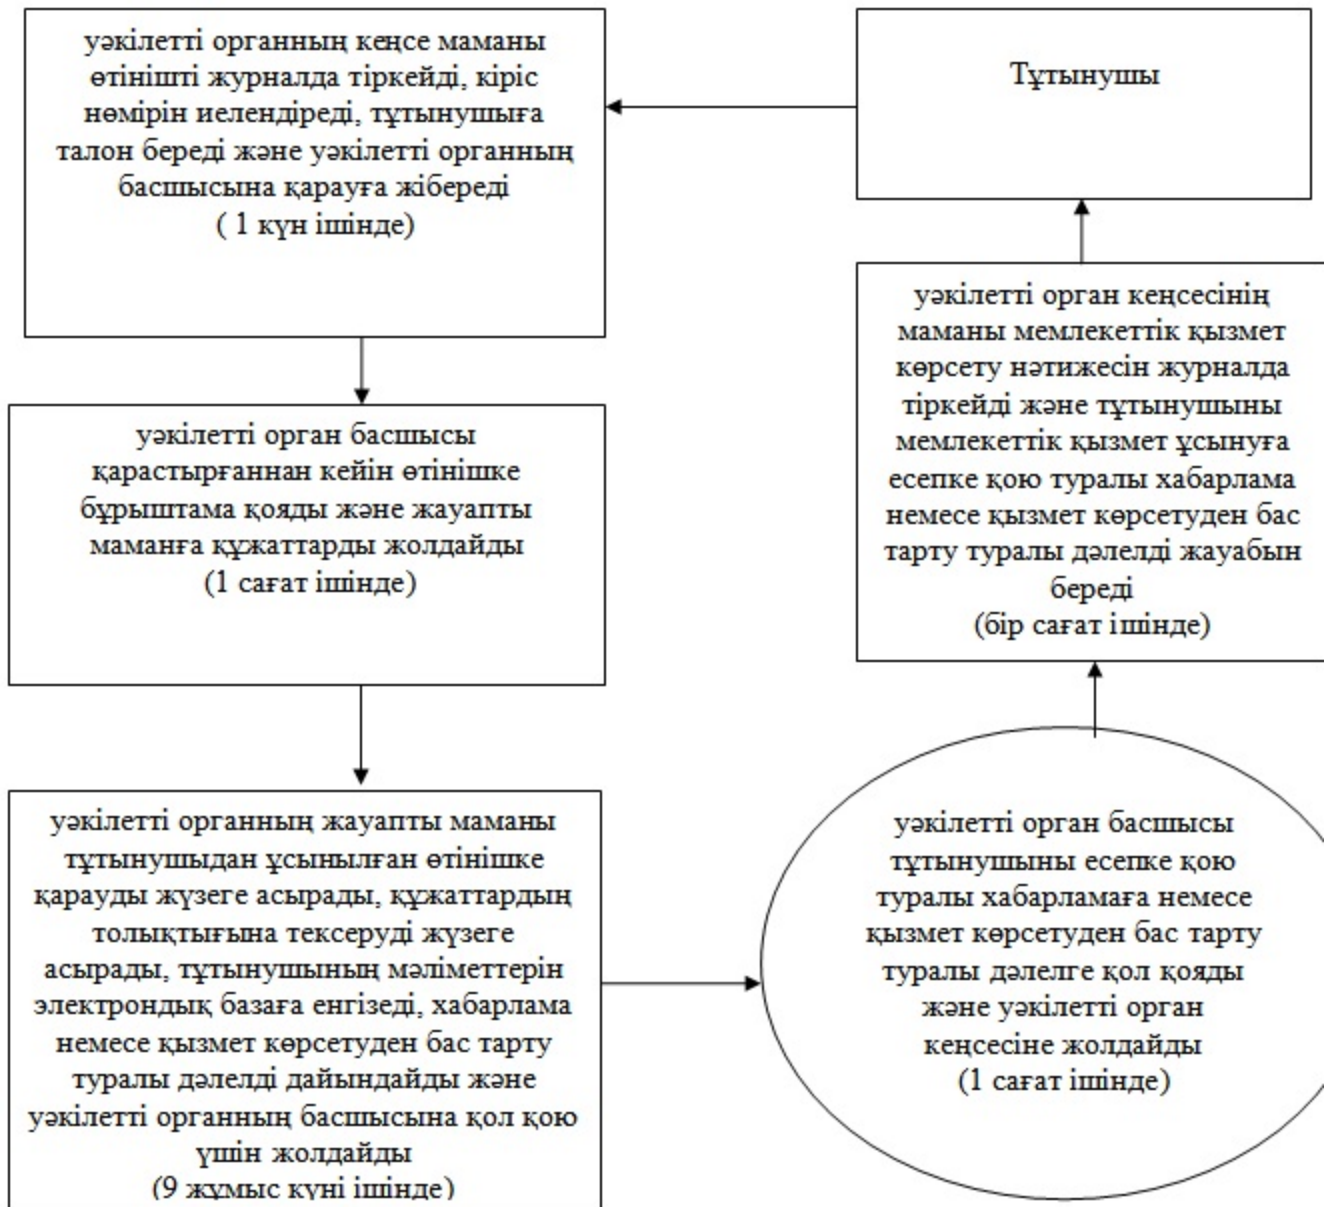 уәкілетті органның кеңсе маманы
өтінішті журналда тіркейді, кіріс
нөмірін иелендіреді, тұтынушыға
талон береді және уәкілетті органның
басшысына қарауға жібереді
( 1 күн ішінде)
Тұтынушы
уәкілетті орган кеңсесінің
маманы мемлекеттік қызмет
көрсету нәтижесін журналда
тіркейді және тұтынушыны
мемлекеттік қызмет ұсынуға
есепке қою туралы хабарлама
немесе қызмет көрсетуден бас
тарту туралы дәлелді жауабын
береді
(бір сағат ішінде)
уәкілетті орган басшысы
қарастырғаннан кейін өтінішке
бұрыштама қояды және жауапты
маманға құжаттарды жолдайды
(1 сағат ішінде)
уәкілетті органның жауапты маманы
тұтынушыдан ұсынылған өтінішке
қарауды жүзеге асырады, құжаттардың
толықтығына тексеруді жүзеге
асырады, тұтынушының мәліметтерін
электрондық базаға енгізеді, хабарлама
немесе қызмет көрсетуден бас тарту
туралы дәлелді дайындайды және
уәкілетті органның басшысына қол қою
үшін жолдайды
(9 жұмыс күні ішінде)
уәкілетті орган басшысы
тұтынушыны есепке қою
туралы хабарламаға немесе
қызмет көрсетуден бас тарту
туралы дәлелге қол қояды
және уәкілетті орган
кеңсесіне жолдайды
(1 сағат ішінде)